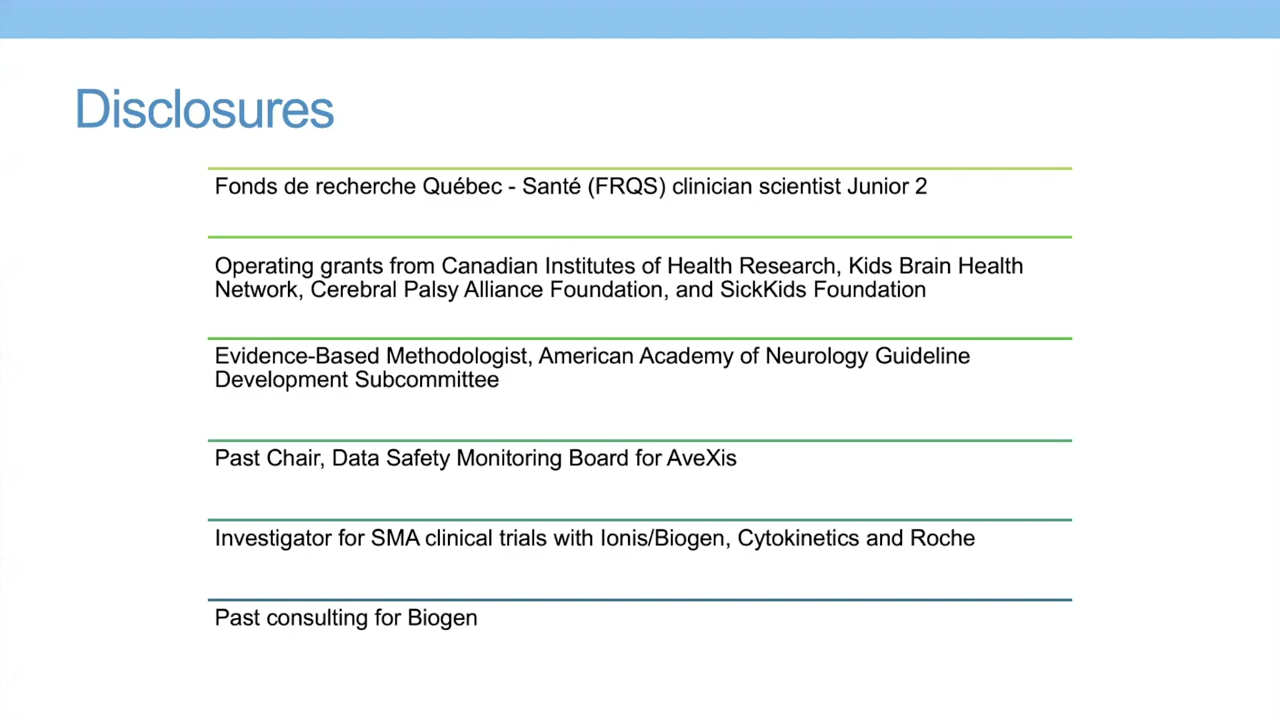 Disclosures
Fonds de recherche Québec - Santé (FRQS) clinician scientist Junior 2
Operating grants from Canadian Institutes of Health Research, Kids Brain Health
Network, Cerebral Palsy Alliance Foundation, and SickKids Foundation
Evidence-Based Methodologist, American Academy of Neurology Guideline
Development Subcommittee
Past Chair, Data Safety Monitoring Board for AveXis
Investigator for SMA clinical trials with Ionis/Biogen, Cytokinetics and Roche
Past consulting for Biogen